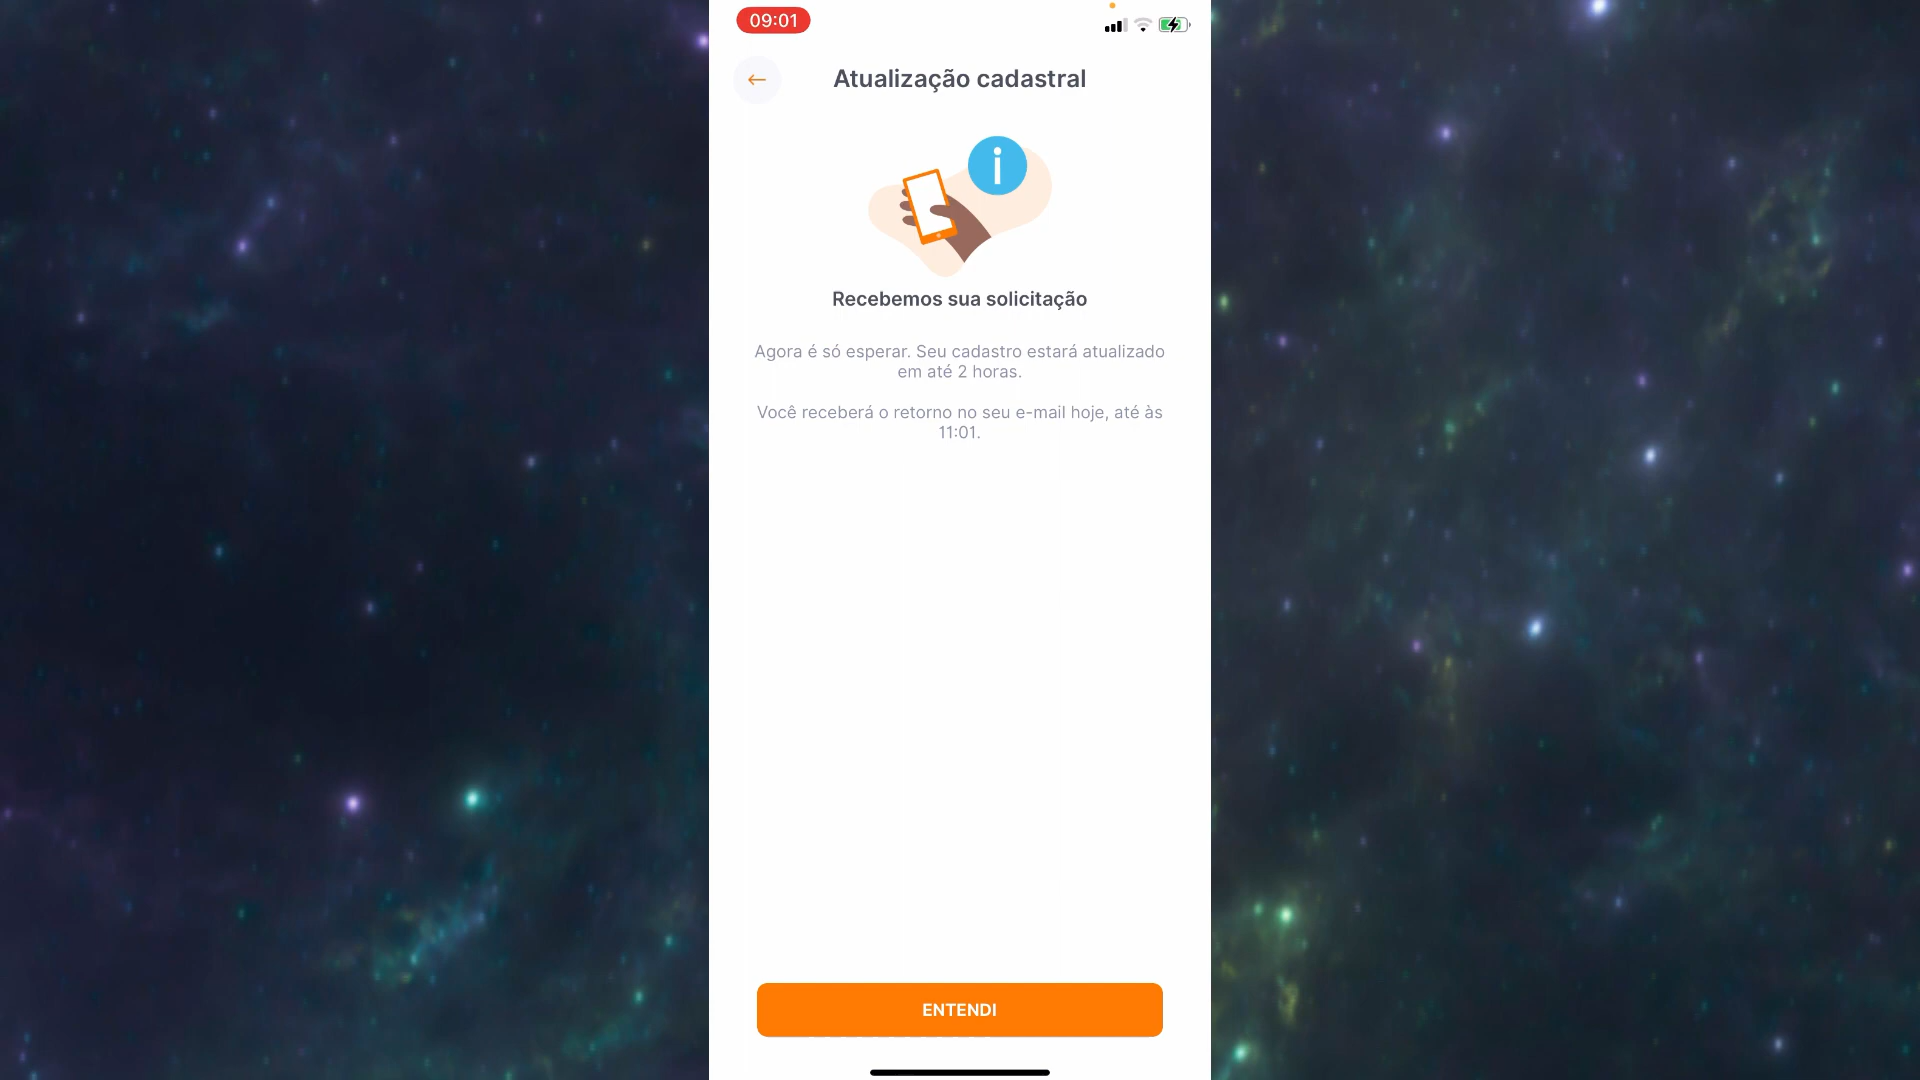 09:01
Atualização cadastral
i
Recebemos sua solicitação
Agora é só esperar. Seu cadastro estará atualizado
em até 2 horas.
Você receberá o retorno no seu e-mail hoje, até às
11:01.
ENTENDI